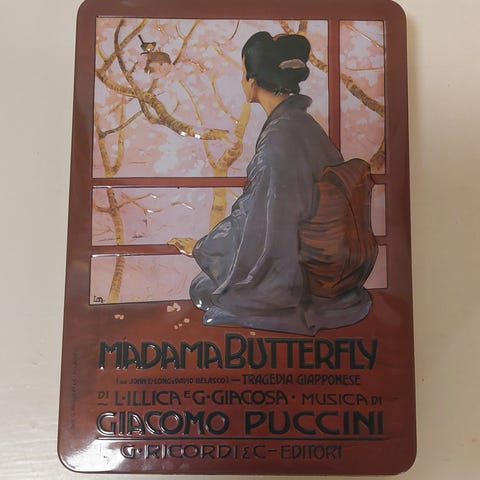 MADAMA BUTTERFLY
(DA JOHN L. LONG & DAVID BELASCO) — TRAGEDIA GIAPPONESE
DI L·ILLICA E G·GIACOSA · MUSICA DI
GIACOMO PUCCINI
G·RICORDI & C – EDITORI